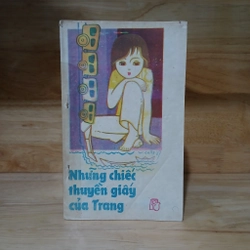 Những chiếc
thuyền giấy
của Trang